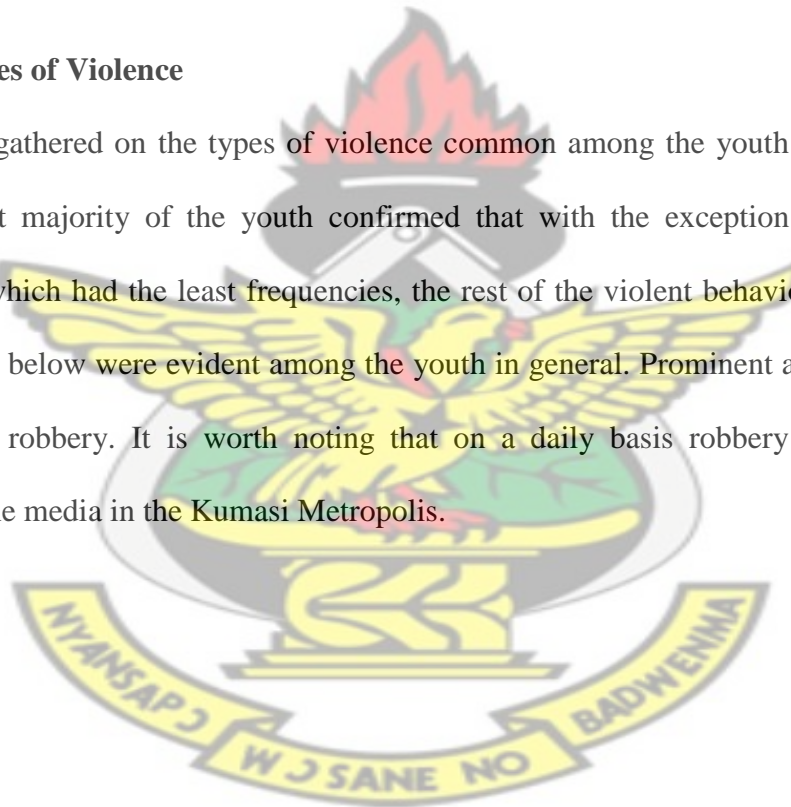 es of Violence
gathered on the types of violence common among the youth
t majority of the youth confirmed that with the exception
which had the least frequencies, the rest of the violent behavio
below were evident among the youth in general. Prominent a
robbery. It is worth noting that on a daily basis robbery
e media in the Kumasi Metropolis.
NYANSAPƆ WƆSANE NO BADWENMA